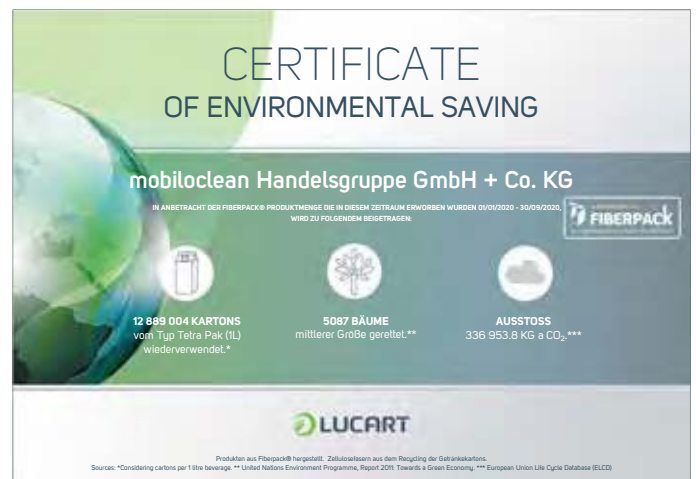 CERTIFICATE
OF ENVIRONMENTAL SAVING
mobiloclean Handelsgruppe GmbH + Co. KG
IN ANBETRACHT DER FIBERPACK® PRODUKTMENGE DIE IN DIESEM ZEITRAUM ERWORBEN WURDEN 01/01/2020 - 30/09/2020,
WIRD ZU FOLGENDEM BEIGETRAGEN:
FIBERPACK
12 889 004 KARTONS
vom Typ Tetra Pak (1L)
wiederverwendet.*
5087 BÄUME
mittlerer Größe gerettet.**
AUSSTOSS
336 953.8 KG a CO₂.***
LUCART
Produkten aus Fiberpack® hergestellt. Zellulosefasern aus dem Recycling der Getränkekartons.
Sources: *Considering cartons per 1 litre beverage. ** United Nations Environment Programme, Report 2011: Towards a Green Economy. *** European Union Life Cycle Database (ELCD)